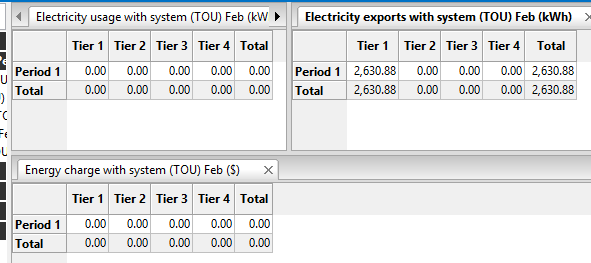 Electricity usage with system (TOU) Feb (kW
Tier 1 Tier 2 Tier 3 Tier 4 Total
Period 1 0.00 0.00 0.00 0.00 0.00
Total 0.00 0.00 0.00 0.00 0.00
Electricity exports with system (TOU) Feb (kWh)
Tier 1 Tier 2 Tier 3 Tier 4 Total
Period 1 2,630.88 0.00 0.00 0.00 2,630.88
Total 2,630.88 0.00 0.00 0.00 2,630.88
Energy charge with system (TOU) Feb ($)
Tier 1 Tier 2 Tier 3 Tier 4 Total
Period 1 0.00 0.00 0.00 0.00 0.00
Total 0.00 0.00 0.00 0.00 0.00